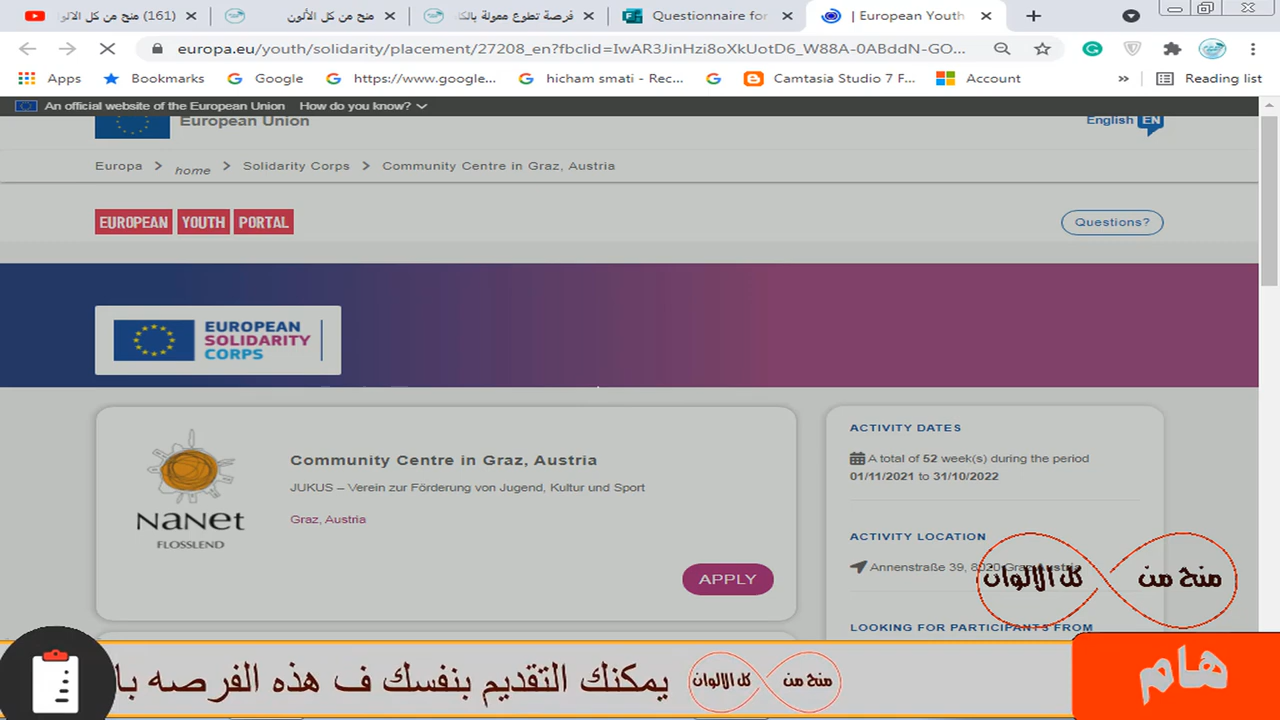 (161) منح من كل الالو
منح من كل الألون
فرصة تطوع ممولة بالكا
Questionnaire for
| European Youth
europa.eu/youth/solidarity/placement/27208_en?fbclid=IwAR3JinHzi8oXkUotD6_W88A-0ABddN-GO...
Apps
Bookmarks
Google
https://www.google...
hicham smati - Rec...
Camtasia Studio 7 F...
Account
»
Reading list
An official website of the European Union How do you know?
European Union
English EN
Europa > home > Solidarity Corps > Community Centre in Graz, Austria
EUROPEAN YOUTH PORTAL
Questions?
EUROPEAN
SOLIDARITY
CORPS
NaNet
FLOSSLEND
Community Centre in Graz, Austria
JUKUS – Verein zur Förderung von Jugend, Kultur und Sport
Graz, Austria
APPLY
ACTIVITY DATES
A total of 52 week(s) during the period
01/11/2021 to 31/10/2022
ACTIVITY LOCATION
Annenstraße 39, 8020 Graz, Austria
منح من كل الالوان
LOOKING FOR PARTICIPANTS FROM
هام
منح من كل الالوان
يمكنك التقديم بنفسك ف هذه الفرصه با